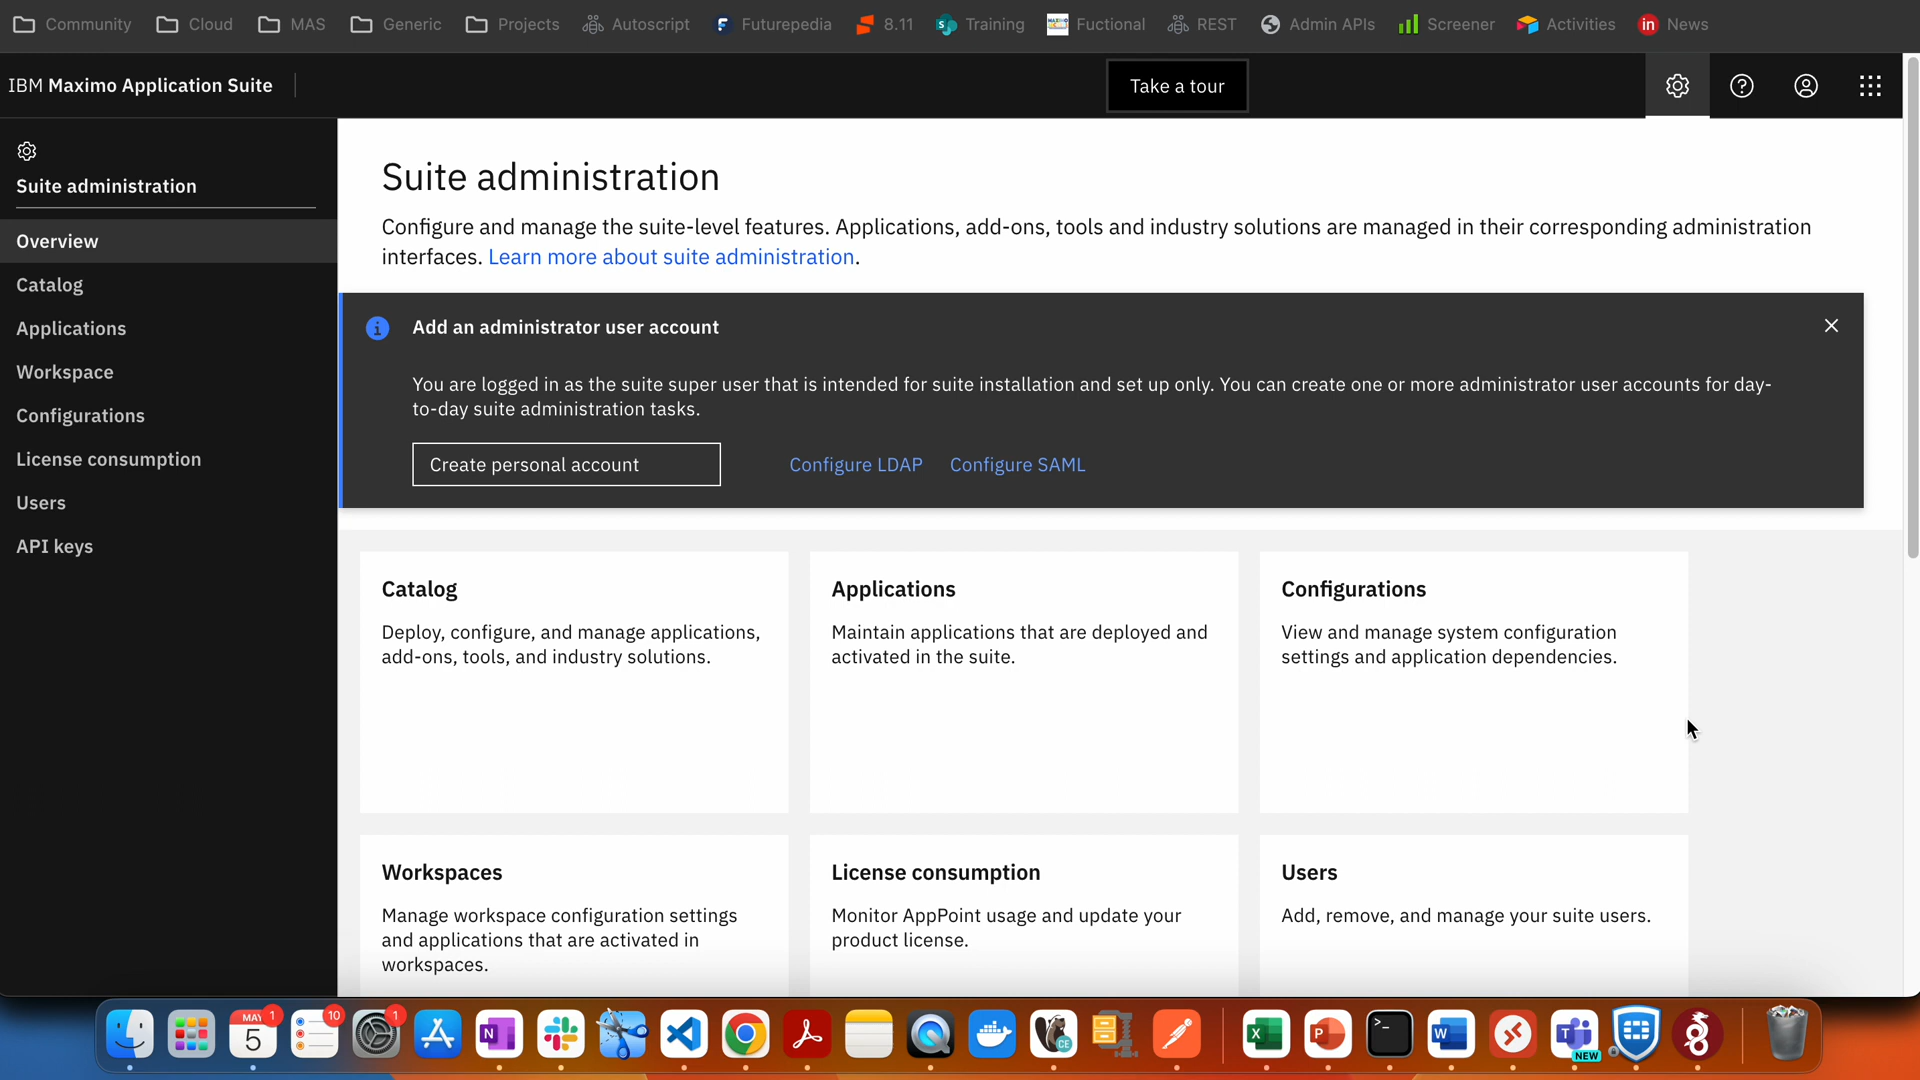 Community Cloud MAS Generic Projects Autoscript Futurepedia 8.11 Training Fuctional REST Admin APIs Screener Activities News
IBM Maximo Application Suite
Take a tour
Suite administration
Overview
Catalog
Applications
Workspace
Configurations
License consumption
Users
API keys
Suite administration
Configure and manage the suite-level features. Applications, add-ons, tools and industry solutions are managed in their corresponding administration
interfaces. Learn more about suite administration.
Add an administrator user account
You are logged in as the suite super user that is intended for suite installation and set up only. You can create one or more administrator user accounts for day-
to-day suite administration tasks.
Create personal account Configure LDAP Configure SAML
Catalog
Deploy, configure, and manage applications,
add-ons, tools, and industry solutions.
Applications
Maintain applications that are deployed and
activated in the suite.
Configurations
View and manage system configuration
settings and application dependencies.
Workspaces
Manage workspace configuration settings
and applications that are activated in
workspaces.
License consumption
Monitor AppPoint usage and update your
product license.
Users
Add, remove, and manage your suite users.
MAY 1 10 1
5 N CE X P W T
NEW